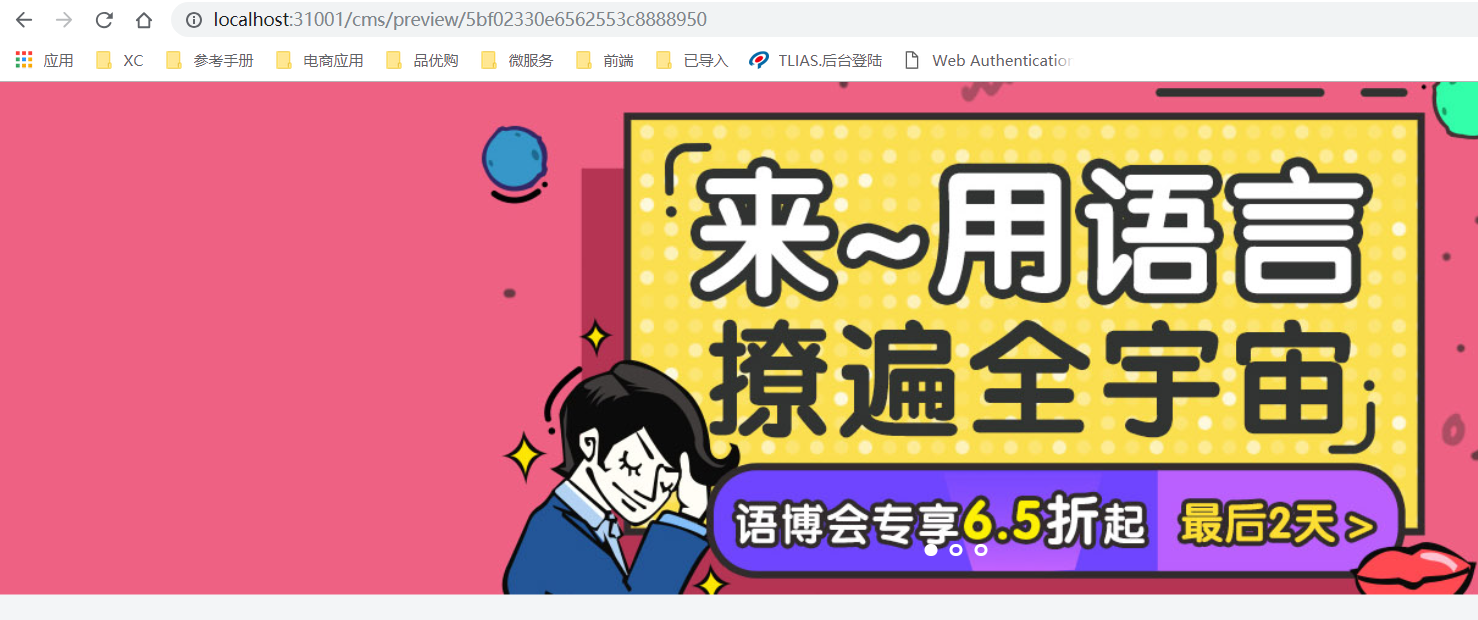 localhost:31001/cms/preview/5bf02330e6562553c8888950
应用 XC 参考手册 电商应用 品优购 微服务 前端 已导入 TLIAS.后台登陆 Web Authentication
来~用语言
撩遍全宇宙
语博会专享6.5折起 最后2天 >